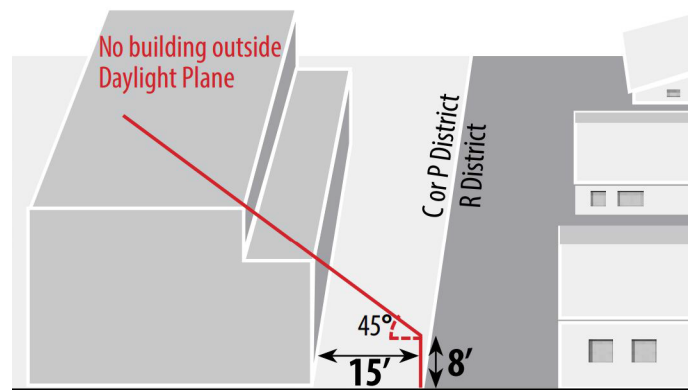 No building outside
Daylight Plane
C or P District
R District
45°
15′
8′